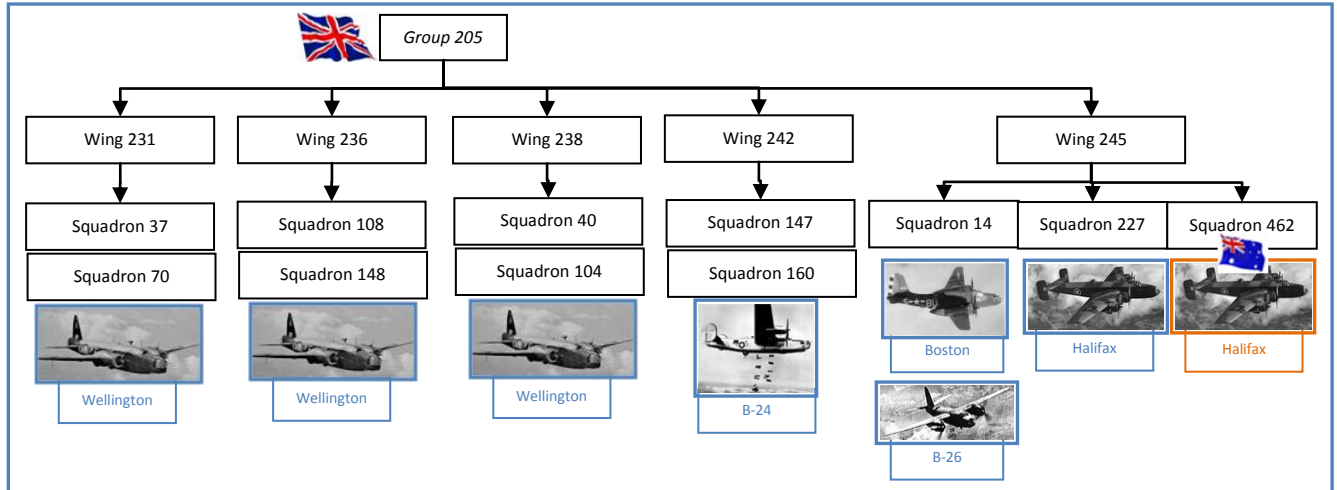 Group 205
Wing 231
Wing 236
Wing 238
Wing 242
Wing 245
Squadron 37
Squadron 108
Squadron 40
Squadron 147
Squadron 14
Squadron 227
Squadron 462
Squadron 70
Squadron 148
Squadron 104
Squadron 160
Wellington
Wellington
Wellington
B-24
Boston
Halifax
Halifax
B-26